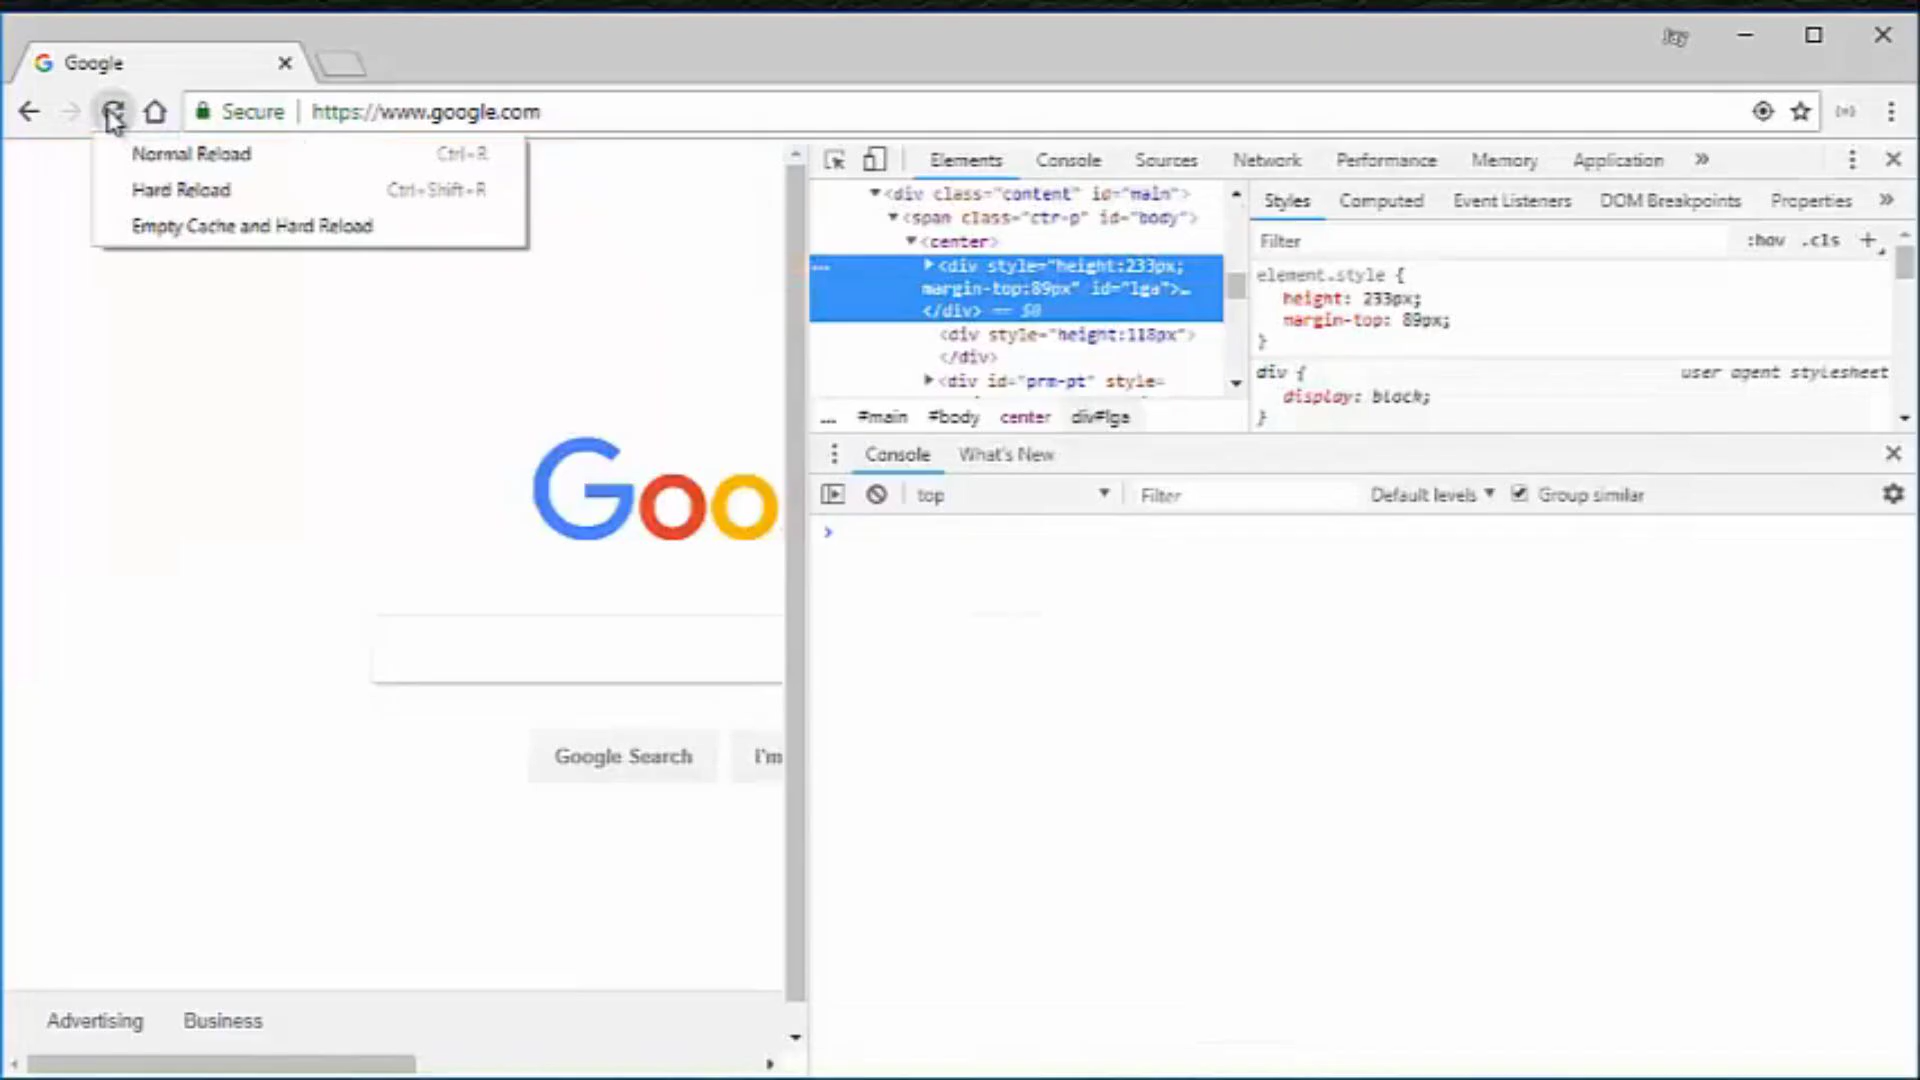 Google
Jay
Secure
https://www.google.com
Normal Reload Ctrl+R
Hard Reload Ctrl+Shift+R
Empty Cache and Hard Reload
Goo
Google Search
I'm
Advertising
Business
Elements Console Sources Network Performance Memory Application »
<div class="content" id="main">
<span class="ctr-p" id="body">
<center>
... <div style="height:233px;
margin-top:89px" id="lga">…
</div> == $0
<div style="height:118px">
</div>
<div id="prm-pt" style=
... #main #body center div#lga
Styles Computed Event Listeners DOM Breakpoints Properties »
Filter :hov .cls +
element.style {
height: 233px;
margin-top: 89px;
}
div { user agent stylesheet
display: block;
}
Console What's New
top Filter Default levels Group similar
>